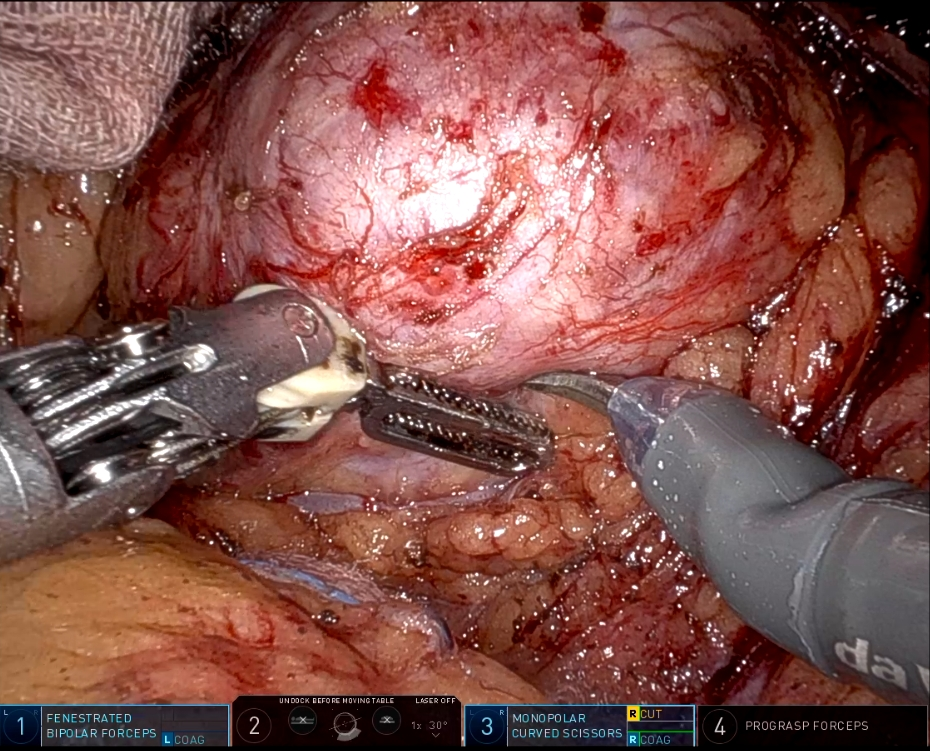 da
UNDOCK BEFORE MOVING TABLE LASER OFF
L
1 FENESTRATED
BIPOLAR FORCEPS L COAG
2 1x 30°
R
3 MONOPOLAR
CURVED SCISSORS R CUT
R COAG
4 PROGRASP FORCEPS